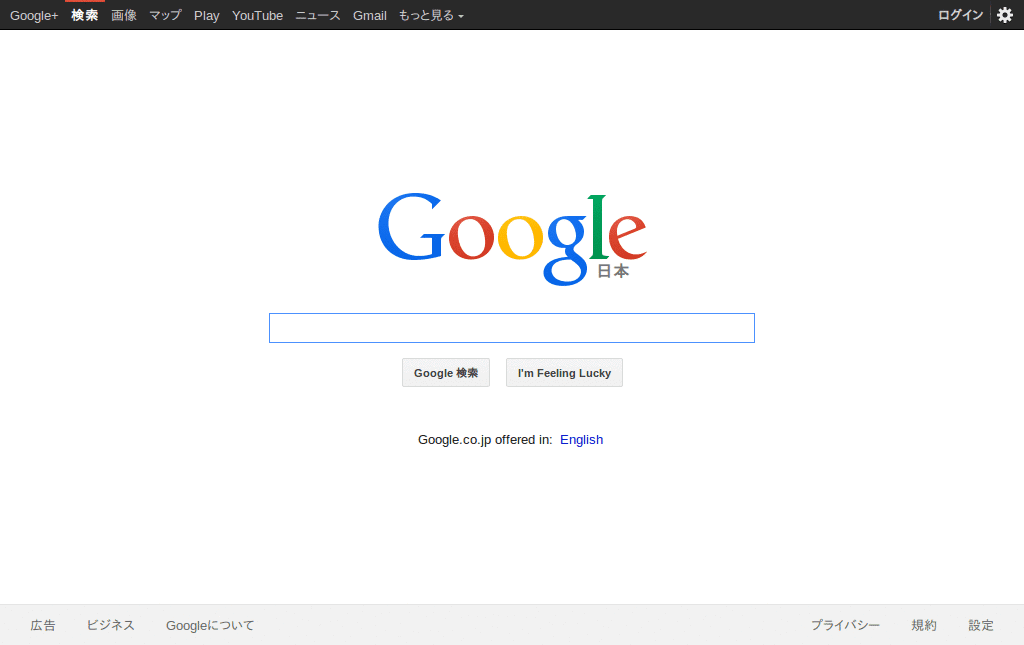 Google+ 検索 画像 マップ Play YouTube ニュース Gmail もっと見る ログイン
Google
日本
Google 検索 I'm Feeling Lucky
Google.co.jp offered in: English
広告 ビジネス Googleについて プライバシー 規約 設定